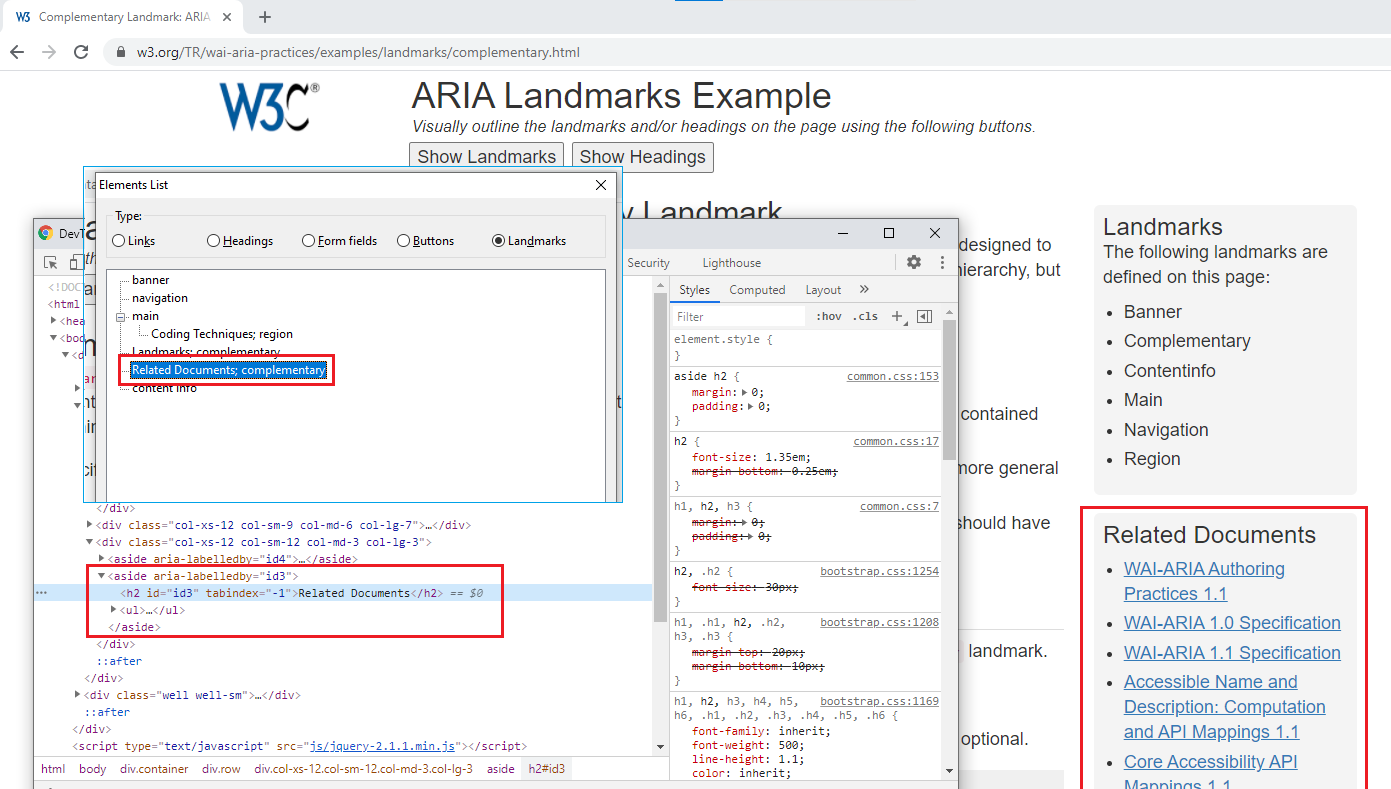 Complementary Landmark: ARIA
w3.org/TR/wai-aria-practices/examples/landmarks/complementary.html
W3C®
ARIA Landmarks Example
Visually outline the landmarks and/or headings on the page using the following buttons.
Show Landmarks Show Headings
Landmark
designed to
hierarchy, but
contained
more general
should have
landmark.
optional.
Elements List
Type:
Links Headings Form fields Buttons Landmarks
banner
navigation
main
Coding Techniques; region
Landmarks; complementary
Related Documents; complementary
content info
DevT
Security Lighthouse
<!DOC
<html
<hea
<bod
<d
</div>
<div class="col-xs-12 col-sm-9 col-md-6 col-lg-7">…</div>
<div class="col-xs-12 col-sm-12 col-md-3 col-lg-3">
<aside aria-labelledby="id4">…</aside>
<aside aria-labelledby="id3">
<h2 id="id3" tabindex="-1">Related Documents</h2> == $0
<ul>…</ul>
</aside>
</div>
::after
</div>
<div class="well well-sm">…</div>
::after
</div>
<script type="text/javascript" src="js/jquery-2.1.1.min.js"></script>
html body div.container div.row div.col-xs-12.col-sm-12.col-md-3.col-lg-3 aside h2#id3
Styles Computed Layout
Filter :hov .cls
element.style {
}
aside h2 { common.css:153
margin: 0;
padding: 0;
}
h2 { common.css:17
font-size: 1.35em;
margin-bottom: 0.25em;
}
h1, h2, h3 { common.css:7
margin: 0;
padding: 0;
}
h2, .h2 { bootstrap.css:1254
font-size: 30px;
}
h1, .h1, h2, .h2, bootstrap.css:1208
h3, .h3 {
margin-top: 20px;
margin-bottom: 10px;
}
h1, h2, h3, h4, h5, bootstrap.css:1169
h6, .h1, .h2, .h3, .h4, .h5, .h6 {
font-family: inherit;
font-weight: 500;
line-height: 1.1;
color: inherit;
Landmarks
The following landmarks are
defined on this page:
Banner
Complementary
Contentinfo
Main
Navigation
Region
Related Documents
WAI-ARIA Authoring
Practices 1.1
WAI-ARIA 1.0 Specification
WAI-ARIA 1.1 Specification
Accessible Name and
Description: Computation
and API Mappings 1.1
Core Accessibility API
Mappings 1.1